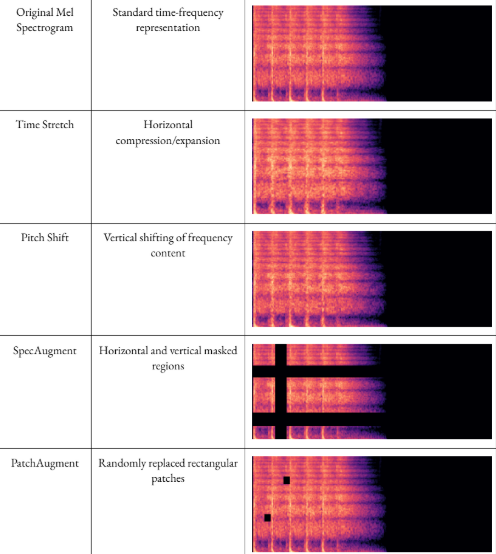 Original Mel
Spectrogram
Standard time-frequency
representation
Time Stretch
Horizontal
compression/expansion
Pitch Shift
Vertical shifting of frequency
content
SpecAugment
Horizontal and vertical masked
regions
PatchAugment
Randomly replaced rectangular
patches